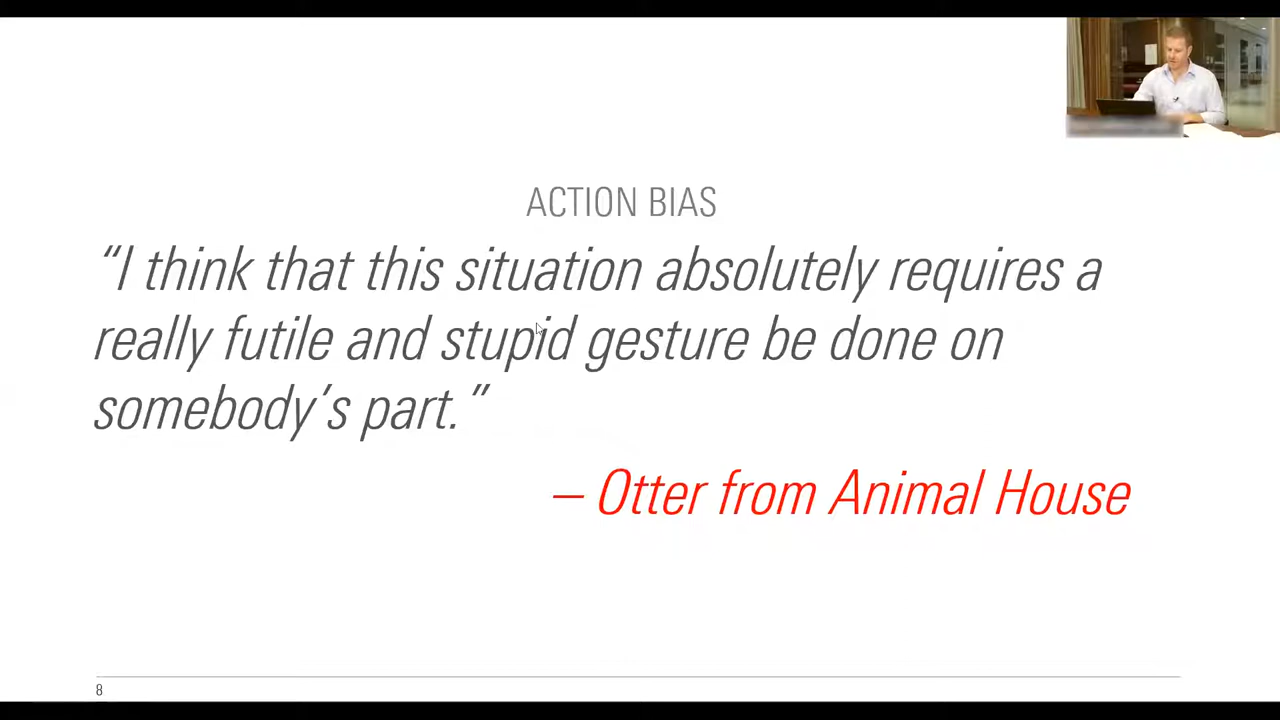 ACTION BIAS
“I think that this situation absolutely requires a
really futile and stupid gesture be done on
somebody’s part.”
– Otter from Animal House
8